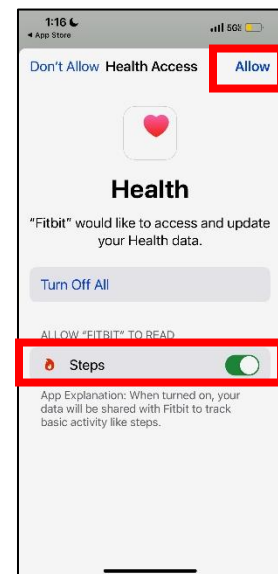 1:16
5G
◀ App Store
Don't Allow Health Access Allow
Health
“Fitbit” would like to access and update
your Health data.
Turn Off All
ALLOW “FITBIT” TO READ
Steps
App Explanation: When turned on, your
data will be shared with Fitbit to track
basic activity like steps.